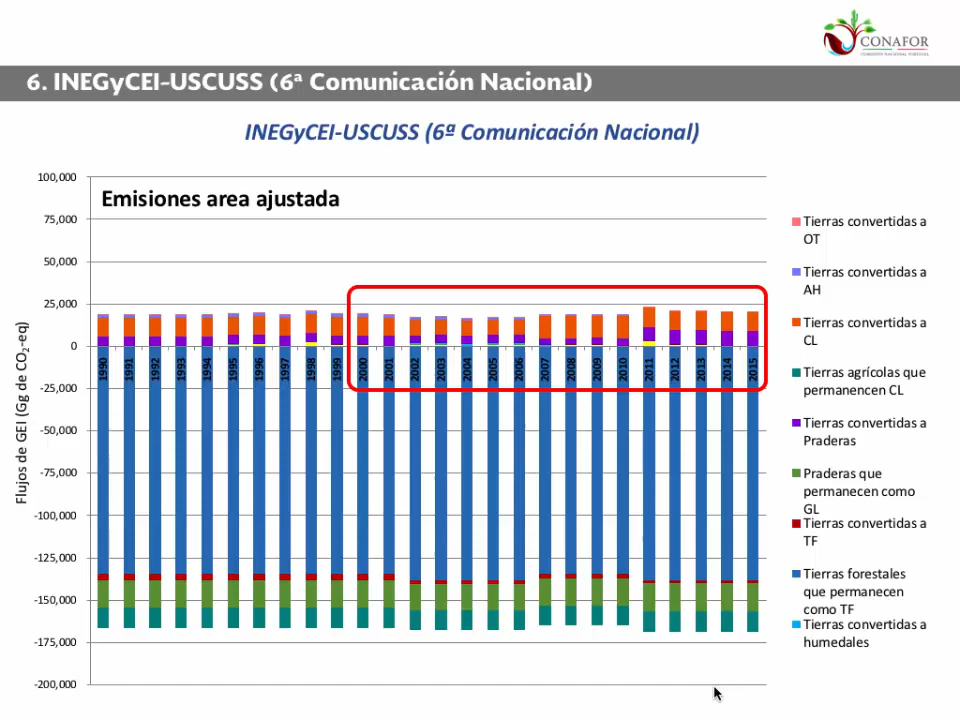 CONAFOR
COMISIÓN NACIONAL FORESTAL
6. INEGyCEI-USCUSS (6ª Comunicación Nacional)
INEGyCEI-USCUSS (6ª Comunicación Nacional)
Emisiones area ajustada
Flujos de GEI (Gg de CO₂-eq)
100,000
75,000
50,000
25,000
0
-25,000
-50,000
-75,000
-100,000
-125,000
-150,000
-175,000
-200,000
1990
1991
1992
1993
1994
1995
1996
1997
1998
1999
2000
2001
2002
2003
2004
2005
2006
2007
2008
2009
2010
2011
2012
2013
2014
2015
Tierras convertidas a
OT
Tierras convertidas a
AH
Tierras convertidas a
CL
Tierras agrícolas que
permanencen CL
Tierras convertidas a
Praderas
Praderas que
permanecen como
GL
Tierras convertidas a
TF
Tierras forestales
que permanecen
como TF
Tierras convertidas a
humedales